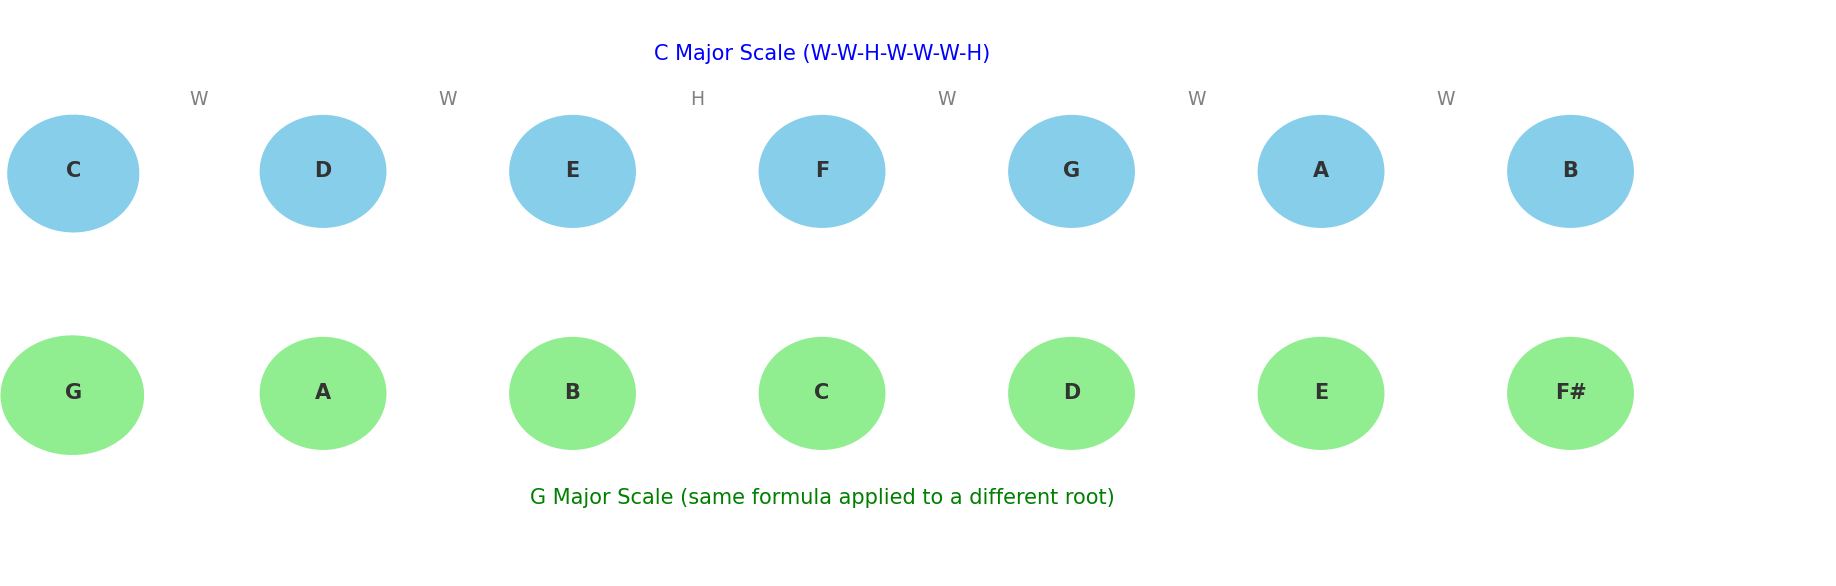 C Major Scale (W-W-H-W-W-W-H)
W W H W W W
C D E F G A B
G A B C D E F#
G Major Scale (same formula applied to a different root)